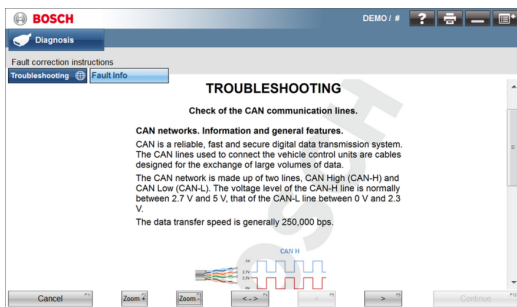 BOSCH
DEMO / #
?
Diagnosis
Fault correction instructions
Troubleshooting
Fault Info
TROUBLESHOOTING
Check of the CAN communication lines.
CAN networks. Information and general features.
CAN is a reliable, fast and secure digital data transmission system.
The CAN lines used to connect the vehicle control units are cables
designed for the exchange of large volumes of data.
The CAN network is made up of two lines, CAN High (CAN-H) and
CAN Low (CAN-L). The voltage level of the CAN-H line is normally
between 2.7 V and 5 V, that of the CAN-L line between 0 V and 2.3
V.
The data transfer speed is generally 250,000 bps.
CAN H
Cancel
Zoom +
Zoom -
< - >
<
>
Continue